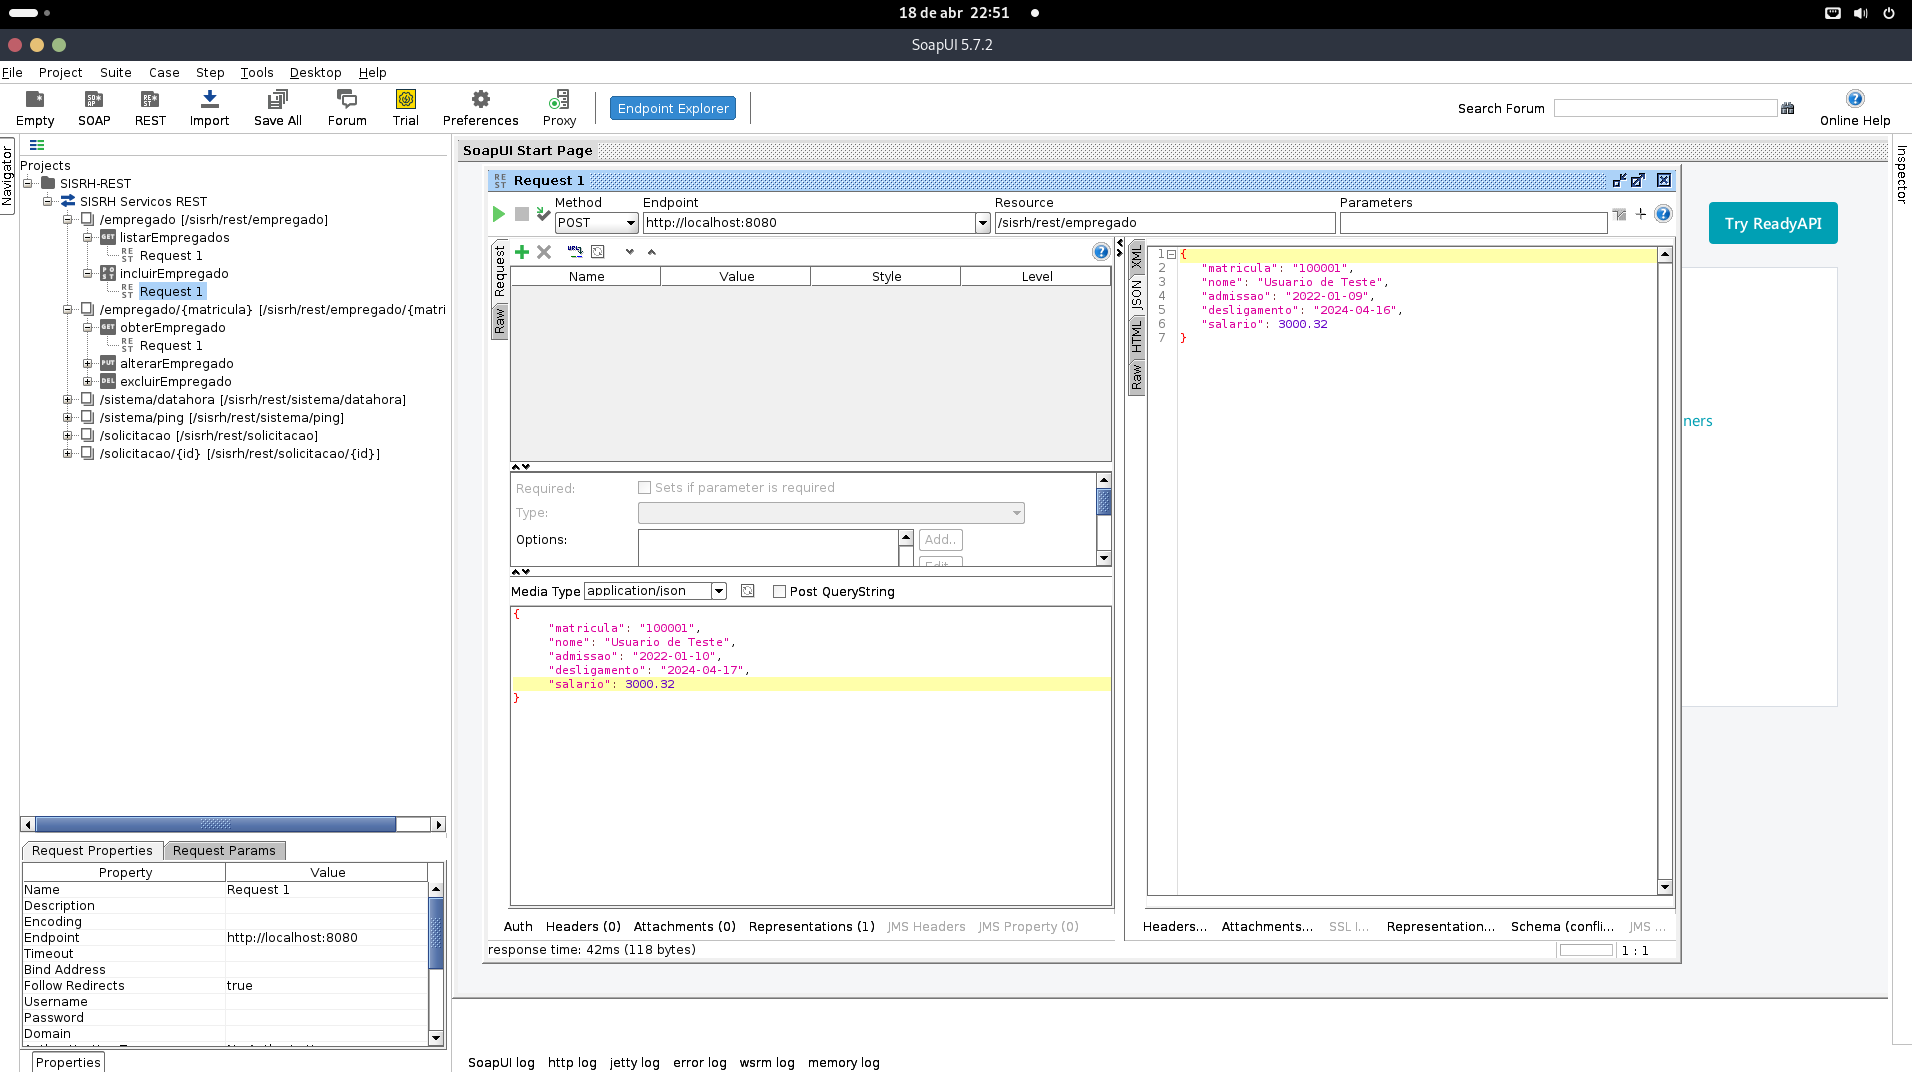 18 de abr 22:51
SoapUI 5.7.2
File Project Suite Case Step Tools Desktop Help
Empty SOAP REST Import Save All Forum Trial Preferences Proxy
Endpoint Explorer
Search Forum
Online Help
Navigator
Projects
SISRH-REST
SISRH Servicos REST
/empregado [/sisrh/rest/empregado]
GET listarEmpregados
REST Request 1
POST incluirEmpregado
REST Request 1
/empregado/{matricula} [/sisrh/rest/empregado/{matri
GET obterEmpregado
REST Request 1
PUT alterarEmpregado
DEL excluirEmpregado
/sistema/datahora [/sisrh/rest/sistema/datahora]
/sistema/ping [/sisrh/rest/sistema/ping]
/solicitacao [/sisrh/rest/solicitacao]
/solicitacao/{id} [/sisrh/rest/solicitacao/{id}]
Request Properties Request Params
Property Value
Name Request 1
Description
Encoding
Endpoint http://localhost:8080
Timeout
Bind Address
Follow Redirects true
Username
Password
Domain
Properties
SoapUI Start Page
REST Request 1
Method Endpoint Resource Parameters
POST http://localhost:8080 /sisrh/rest/empregado
Request
Raw
Name Value Style Level
Required: Sets if parameter is required
Type:
Options: Add..
Edit..
Media Type application/json Post QueryString
{
"matricula": "100001",
"nome": "Usuario de Teste",
"admissao": "2022-01-10",
"desligamento": "2024-04-17",
"salario": 3000.32
}
Auth Headers (0) Attachments (0) Representations (1) JMS Headers JMS Property (0)
XML
JSON
HTML
Raw
1 {
2 "matricula": "100001",
3 "nome": "Usuario de Teste",
4 "admissao": "2022-01-09",
5 "desligamento": "2024-04-16",
6 "salario": 3000.32
7 }
Headers... Attachments... SSL I... Representation... Schema (confli... JMS ...
response time: 42ms (118 bytes)
1 : 1
Try ReadyAPI
ners
Inspector
SoapUI log http log jetty log error log wsrm log memory log